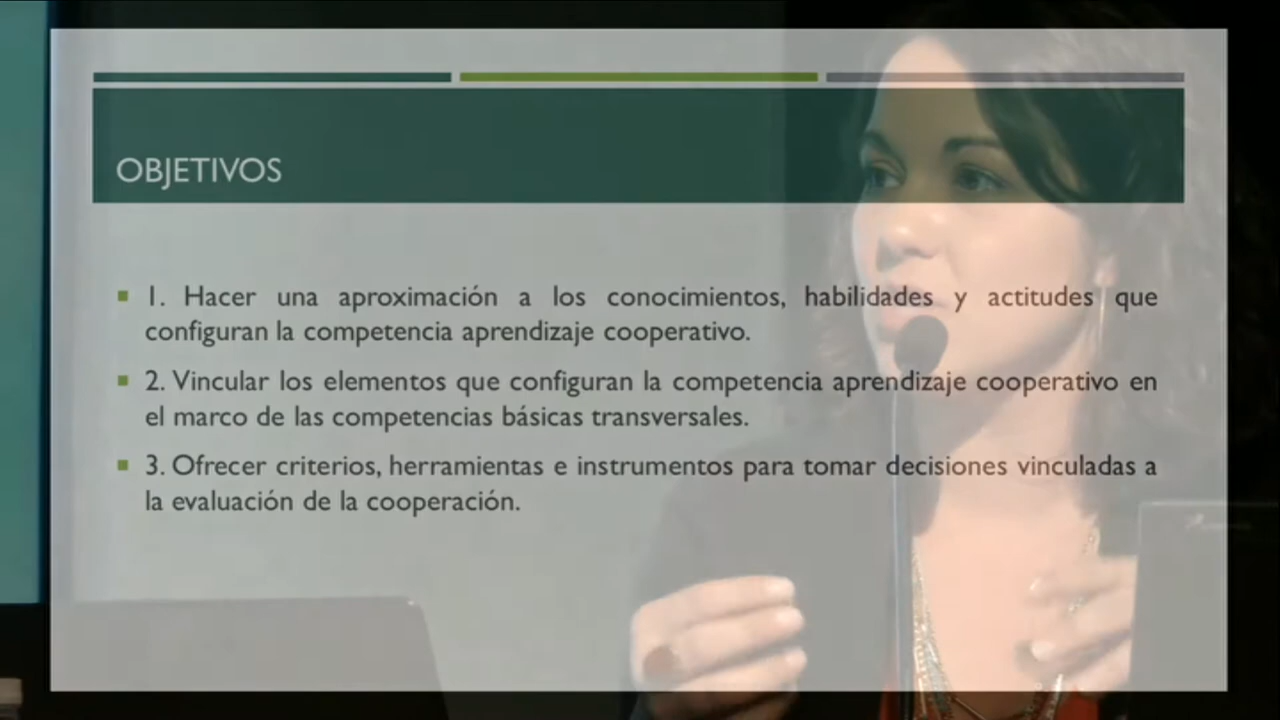 OBJETIVOS
1. Hacer una aproximación a los conocimientos, habilidades y actitudes que
configuran la competencia aprendizaje cooperativo.
2. Vincular los elementos que configuran la competencia aprendizaje cooperativo en
el marco de las competencias básicas transversales.
3. Ofrecer criterios, herramientas e instrumentos para tomar decisiones vinculadas a
la evaluación de la cooperación.